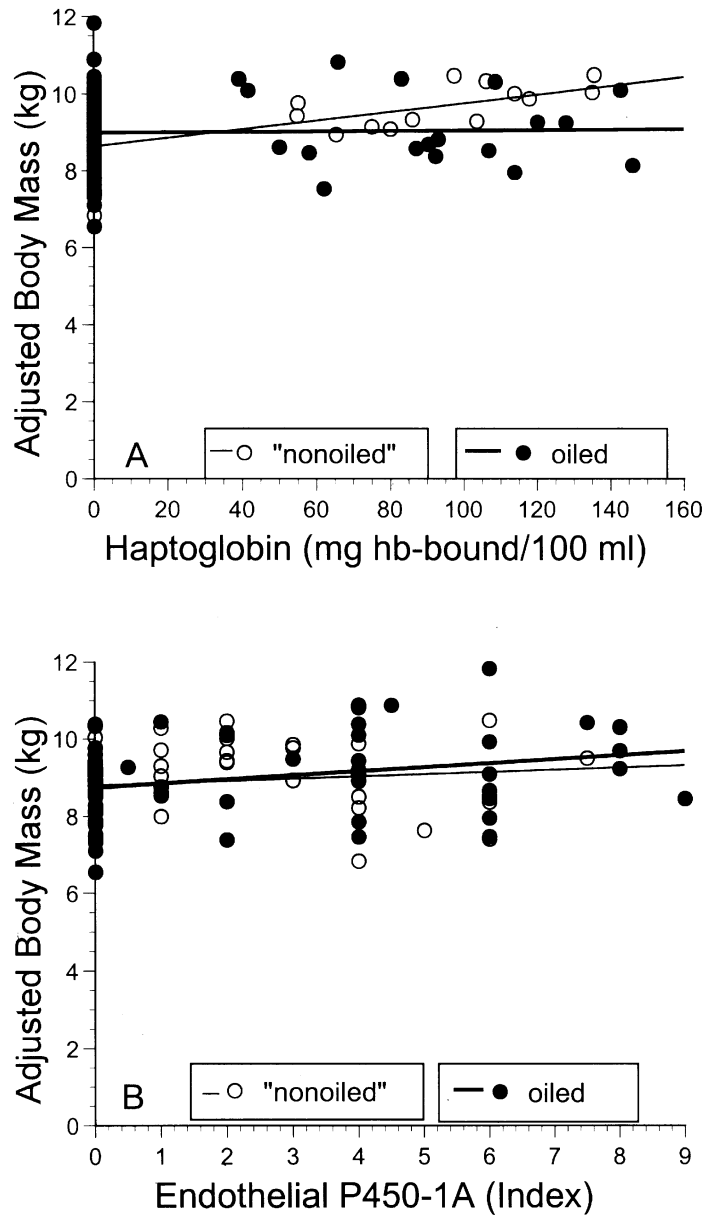 Adjusted Body Mass (kg)
12
10
8
6
4
2
0
A
"nonoiled"
oiled
0 20 40 60 80 100 120 140 160
Haptoglobin (mg hb-bound/100 ml)
Adjusted Body Mass (kg)
12
10
8
6
4
2
0
B
"nonoiled"
oiled
0 1 2 3 4 5 6 7 8 9
Endothelial P450-1A (Index)